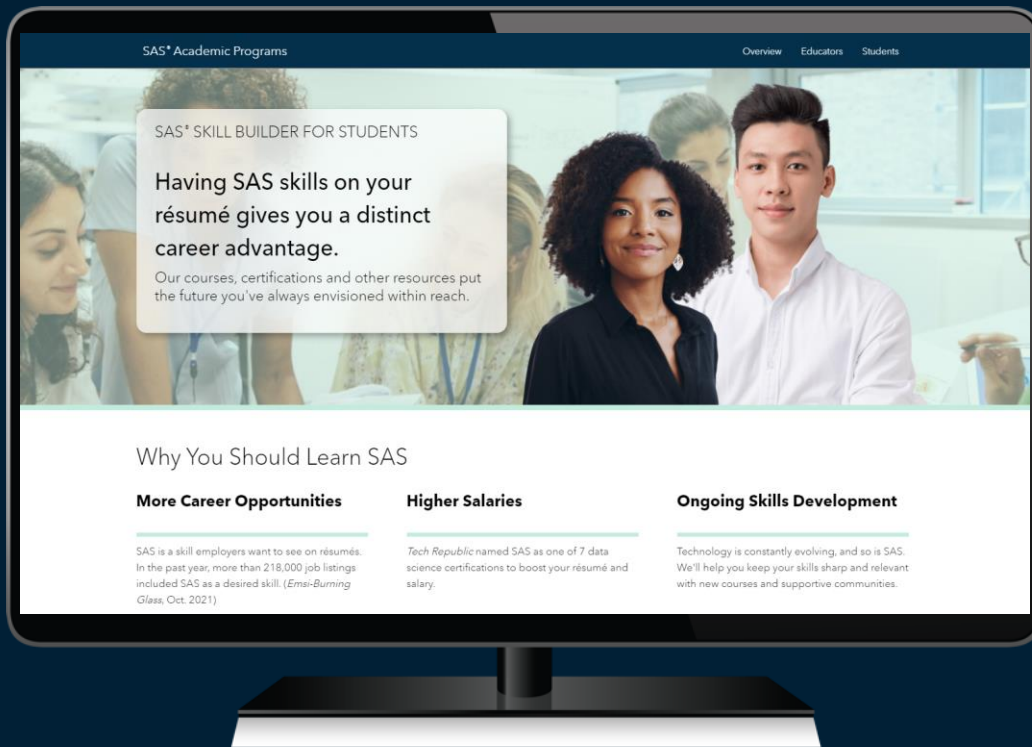 SAS® Academic Programs
Overview Educators Students
SAS® SKILL BUILDER FOR STUDENTS
Having SAS skills on your
résumé gives you a distinct
career advantage.
Our courses, certifications and other resources put
the future you've always envisioned within reach.
Why You Should Learn SAS
More Career Opportunities
SAS is a skill employers want to see on résumés.
In the past year, more than 218,000 job listings
included SAS as a desired skill. (Emsi-Burning
Glass, Oct. 2021)
Higher Salaries
Tech Republic named SAS as one of 7 data
science certifications to boost your résumé and
salary.
Ongoing Skills Development
Technology is constantly evolving, and so is SAS.
We'll help you keep your skills sharp and relevant
with new courses and supportive communities.